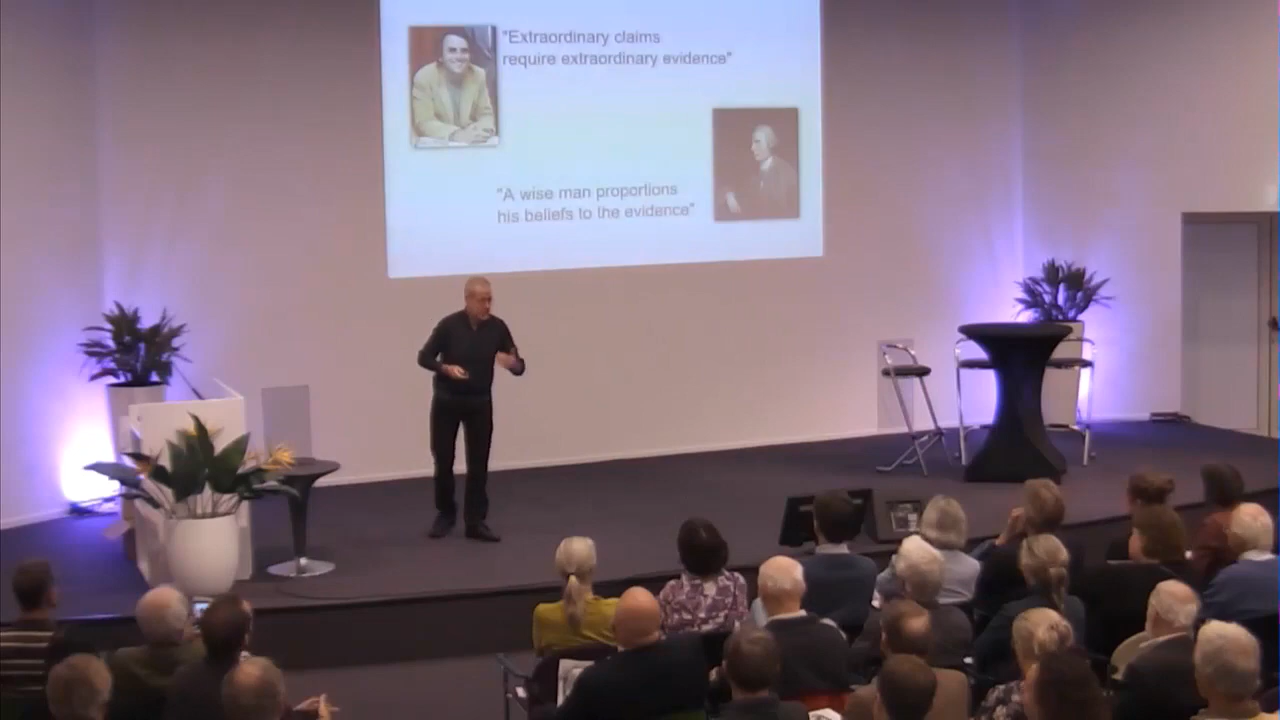 "Extraordinary claims
require extraordinary evidence"
"A wise man proportions
his beliefs to the evidence"